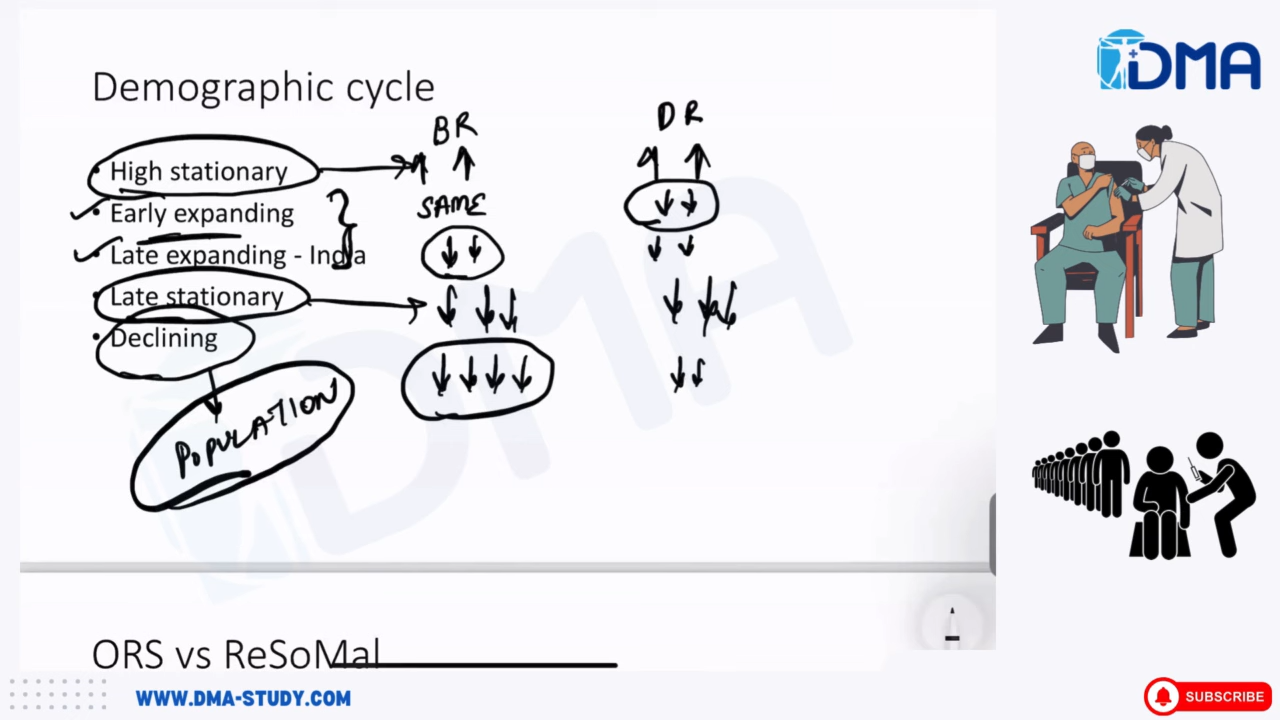 DMA
Demographic cycle
BR DR
• High stationary → ↑ ↑ ↑ ↑
• Early expanding SAME ↓ ↓
• Late expanding - India ↓ ↓ ↓ ↓
• Late stationary → ↓ ↓ ↓ ↓ ↓ ↓
• Declining ↓ ↓ ↓ ↓ ↓ ↓
POPULATION
DMA
ORS vs ReSoMal
WWW.DMA-STUDY.COM
SUBSCRIBE